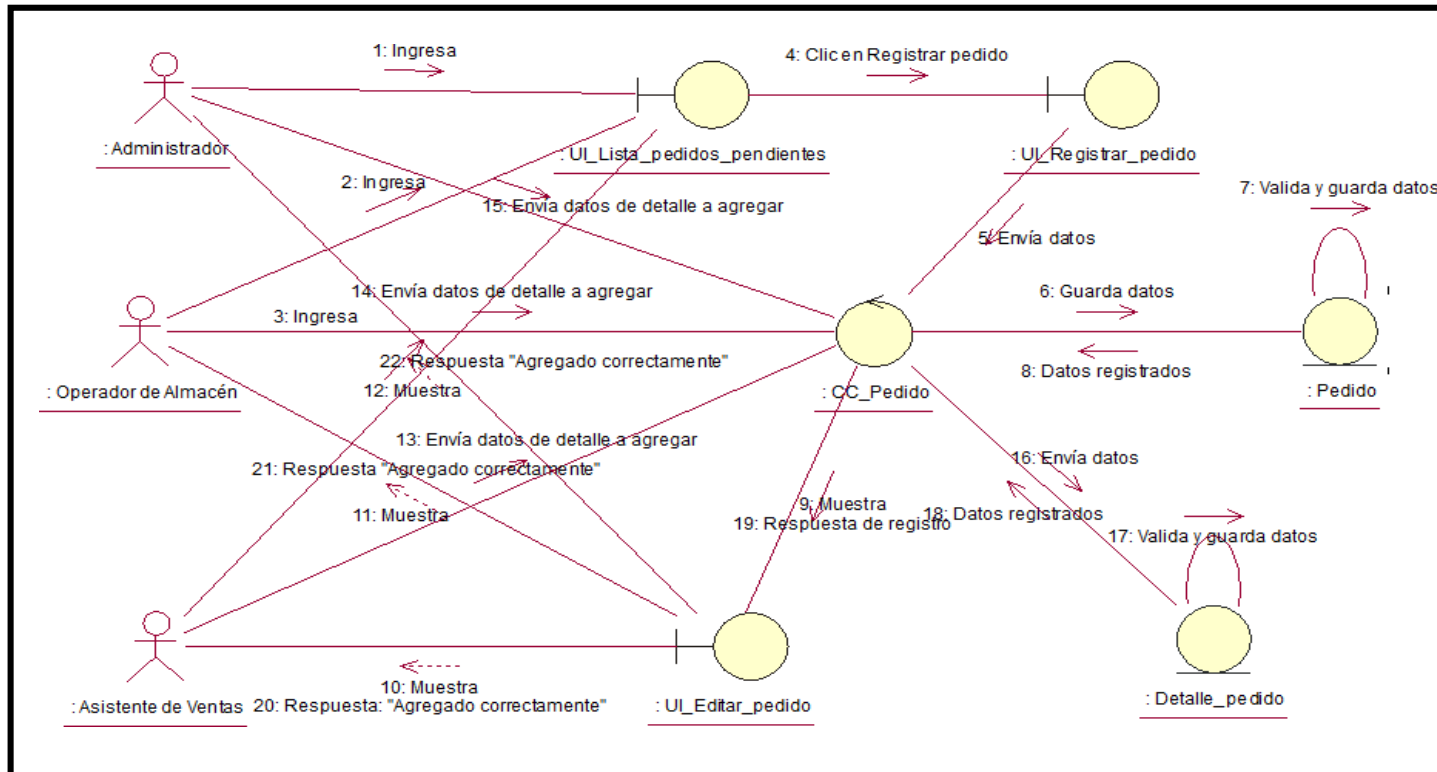 1: Ingresa
4: Clic en Registrar pedido
: Administrador
: UI_Lista_pedidos_pendientes
: UI_Registrar_pedido
2: Ingresa
7: Valida y guarda datos
15: Envía datos de detalle a agregar
5: Envía datos
14: Envía datos de detalle a agregar
6: Guarda datos
3: Ingresa
22: Respuesta "Agregado correctamente"
8: Datos registrados
: Operador de Almacén
12: Muestra
: CC_Pedido
: Pedido
13: Envía datos de detalle a agregar
16: Envía datos
21: Respuesta "Agregado correctamente"
9: Muestra
11: Muestra
18: Datos registrados
19: Respuesta de registro
17: Valida y guarda datos
10: Muestra
: Asistente de Ventas
20: Respuesta: "Agregado correctamente"
: UI_Editar_pedido
: Detalle_pedido